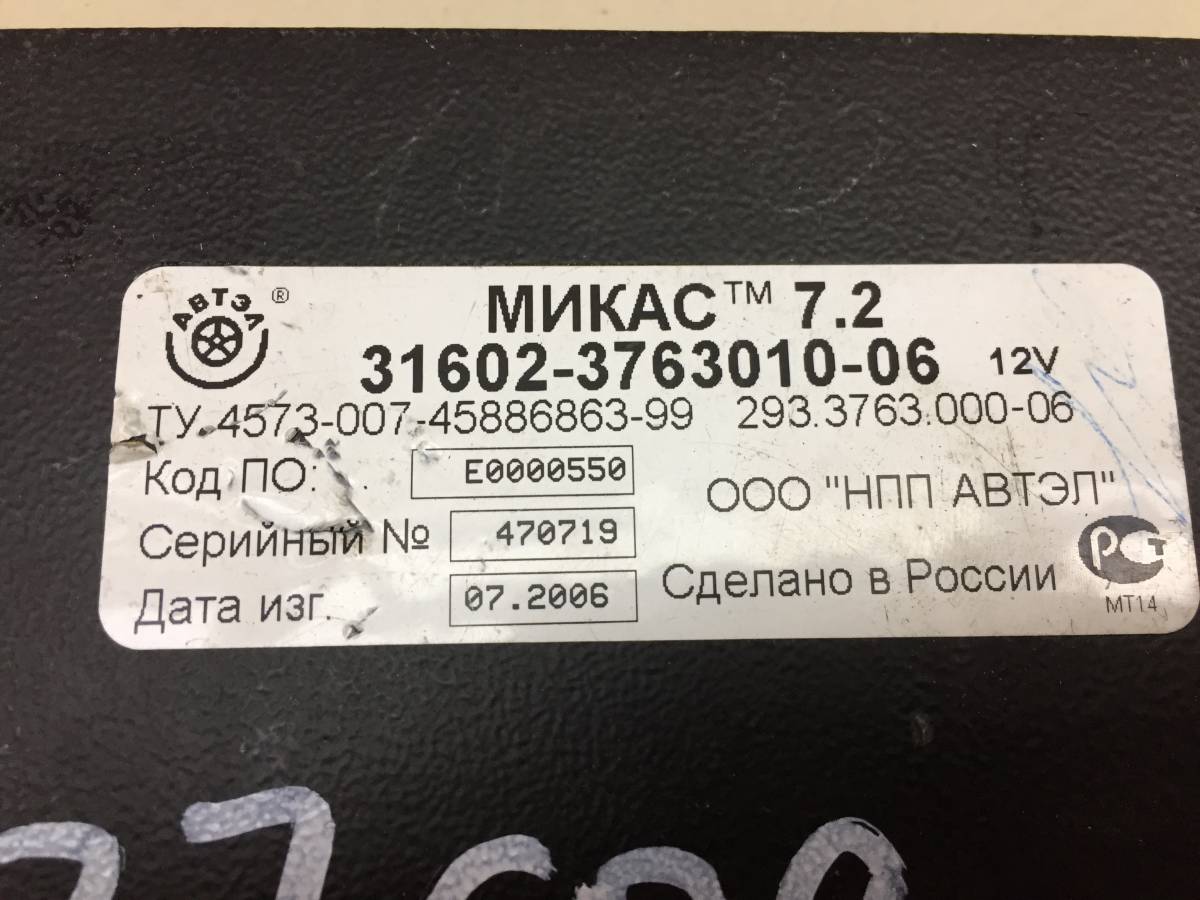 АВТЭЛ ®
МИКАС™ 7.2
31602-3763010-06 12V
ТУ 4573-007-45886863-99 293.3763.000-06
Код ПО: E0000550
ООО "НПП АВТЭЛ"
Серийный № 470719
Дата изг. 07.2006
Сделано в России
РСТ
МТ14